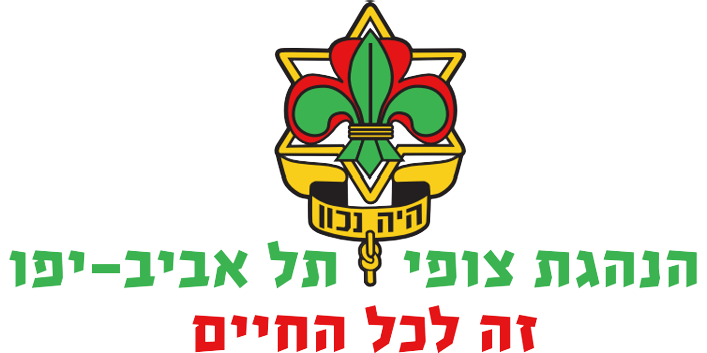 היה נכון
הנהגת צופי תל אביב-יפו
זה לכל החיים